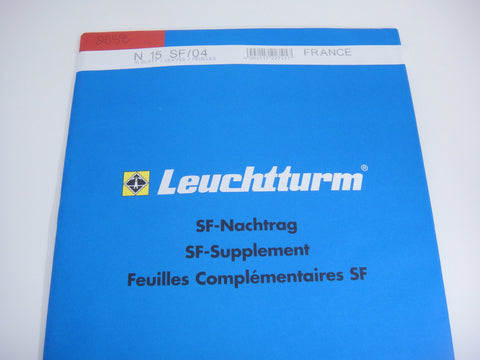 N 15 SF/04
FRANCE
Leuchtturm®
SF-Nachtrag
SF-Supplement
Feuilles Complémentaires SF